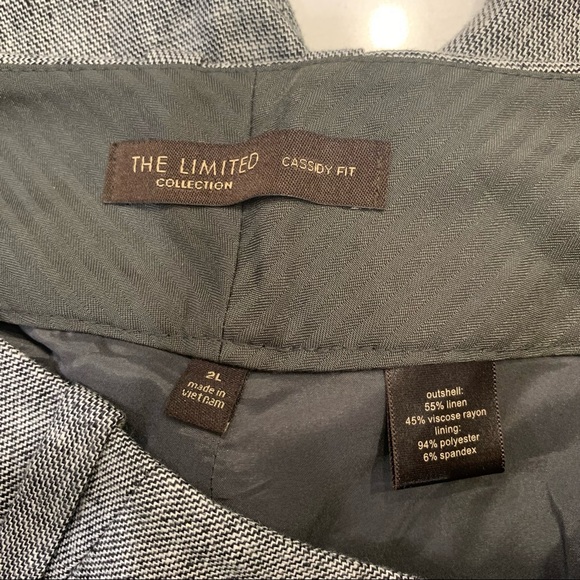 THE LIMITED
COLLECTION
CASSIDY FIT
2L
made in
vietnam
outshell:
55% linen
45% viscose rayon
lining:
94% polyester
6% spandex